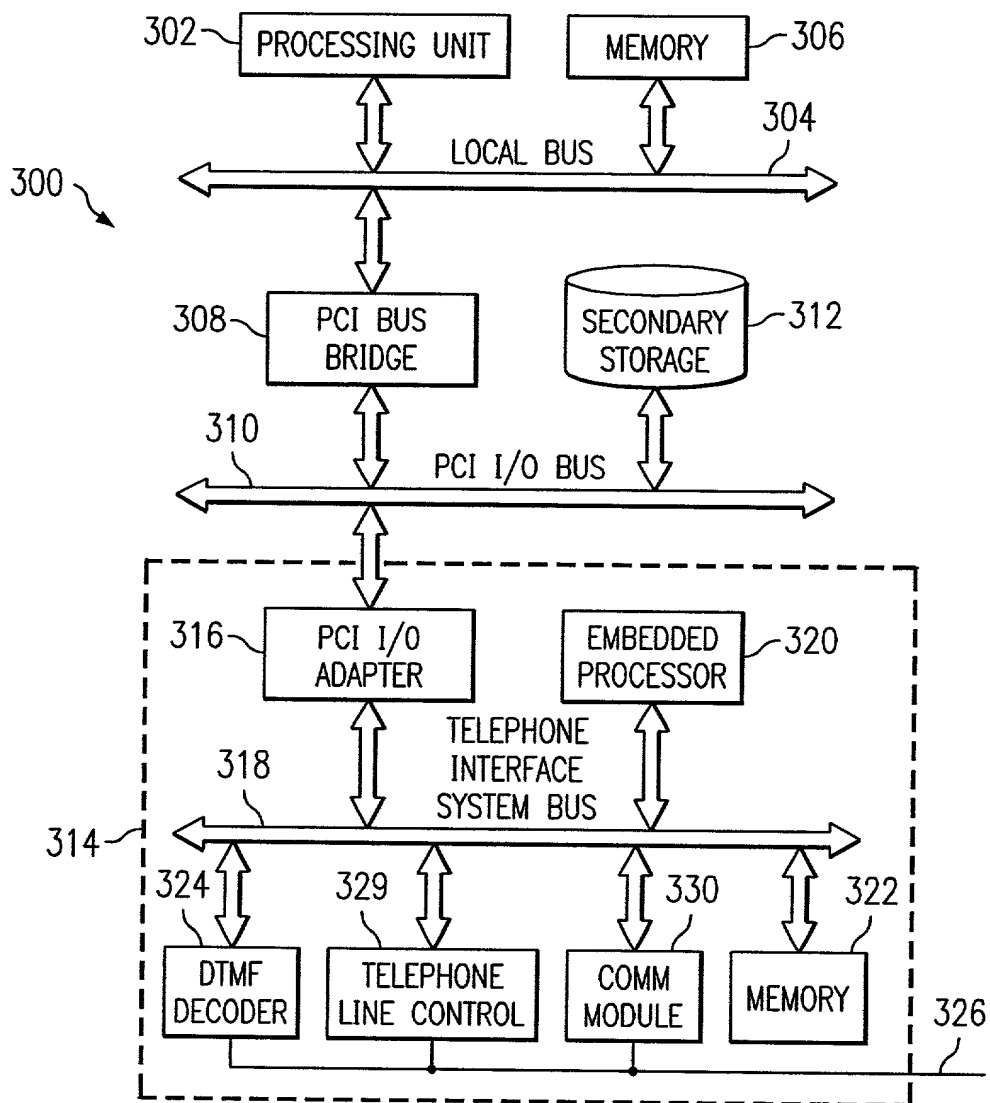 302
PROCESSING UNIT
MEMORY
306
304
LOCAL BUS
300
308
PCI BUS
BRIDGE
SECONDARY
STORAGE
312
310
PCI I/O BUS
316
PCI I/O
ADAPTER
EMBEDDED
PROCESSOR
320
TELEPHONE
INTERFACE
SYSTEM BUS
318
314
324
329
330
322
DTMF
DECODER
TELEPHONE
LINE CONTROL
COMM
MODULE
MEMORY
326